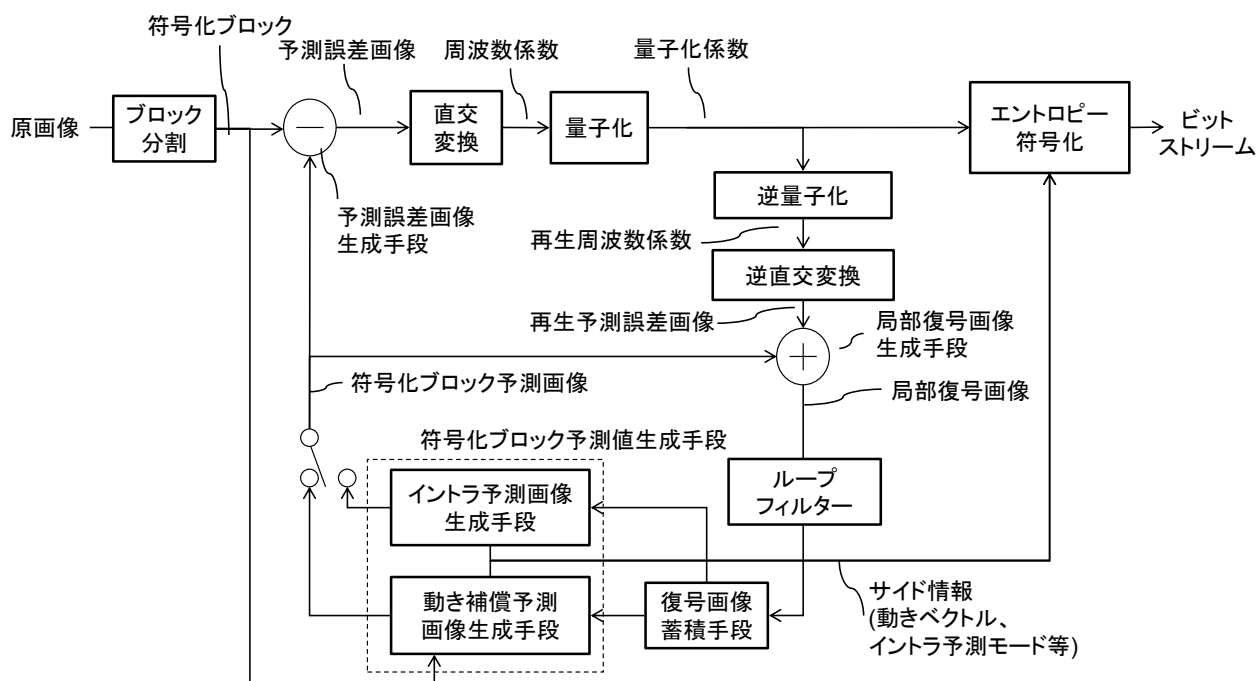 符号化ブロック
予測誤差画像
周波数係数
量子化係数
原画像
ブロック
分割
－
直交
変換
量子化
エントロピー
符号化
ビット
ストリーム
予測誤差画像
生成手段
逆量子化
再生周波数係数
逆直交変換
再生予測誤差画像
＋
局部復号画像
生成手段
符号化ブロック予測画像
局部復号画像
符号化ブロック予測値生成手段
イントラ予測画像
生成手段
ループ
フィルター
動き補償予測
画像生成手段
復号画像
蓄積手段
サイド情報
(動きベクトル、
イントラ予測モード等)